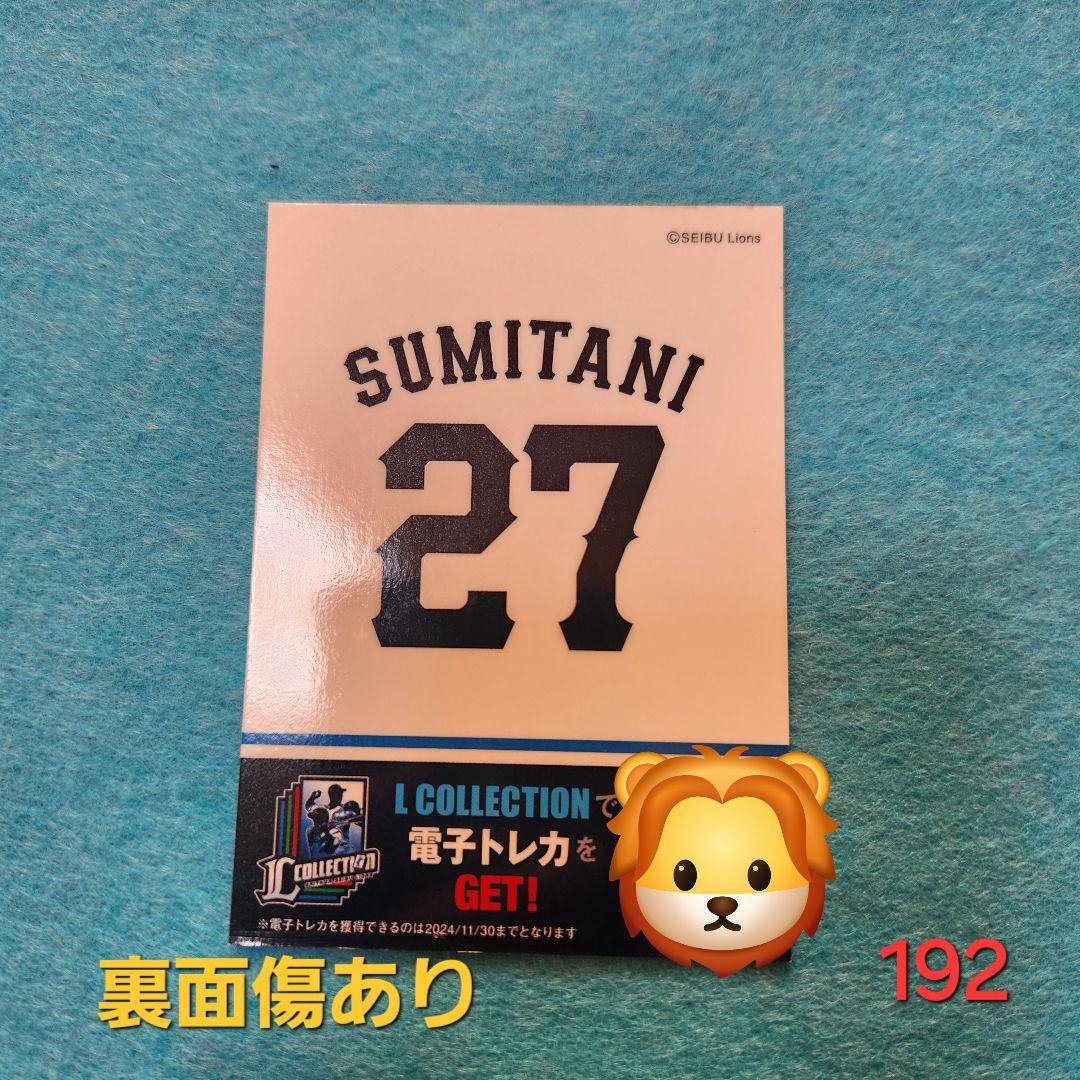 ©SEIBU Lions
SUMITANI
27
L COLLECTIONで
電子トレカを
GET!
LC COLLECTION
※電子トレカを獲得できるのは2024/11/30までとなります
裏面傷あり
192